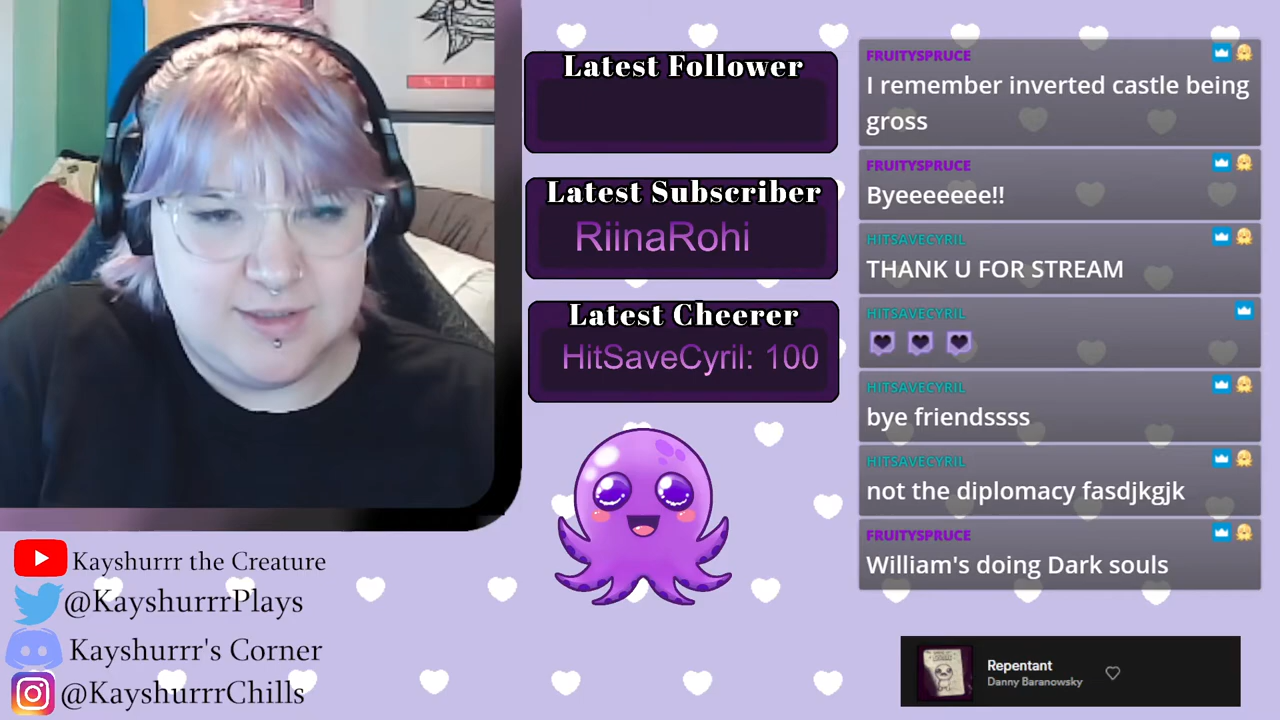 Latest Follower
Latest Subscriber
RiinaRohi
Latest Cheerer
HitSaveCyril: 100
Kayshurrr the Creature
@KayshurrrPlays
Kayshurrr's Corner
@KayshurrrChills
FRUITYSPRUCE
I remember inverted castle being
gross
FRUITYSPRUCE
Byeeeeeee!!
HITSAVECYRIL
THANK U FOR STREAM
HITSAVECYRIL
HITSAVECYRIL
bye friendssss
HITSAVECYRIL
not the diplomacy fasdjkgjk
FRUITYSPRUCE
William's doing Dark souls
Repentant
Danny Baranowsky